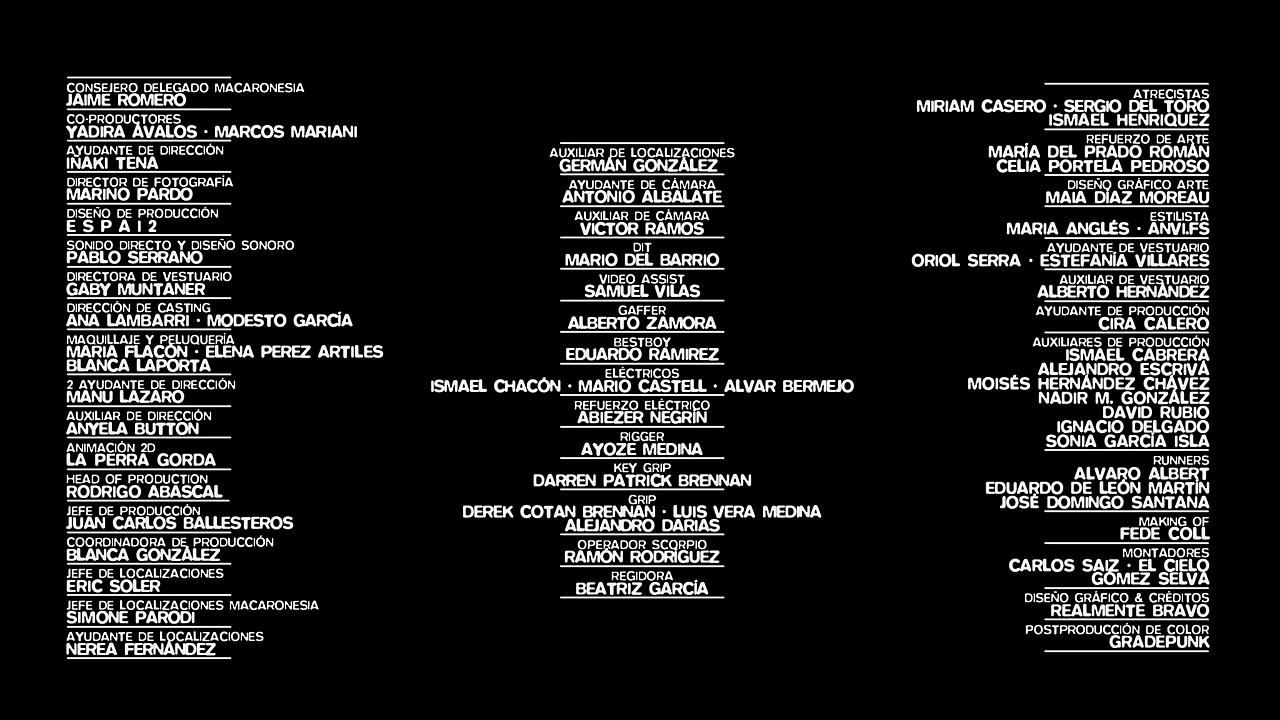 CONSEJERO DELEGADO MACARONESIA
JAIME ROMERO
CO-PRODUCTORES
YADIRA ÁVALOS · MARCOS MARIANI
AYUDANTE DE DIRECCIÓN
IÑAKI TENA
DIRECTOR DE FOTOGRAFÍA
MARINO PARDO
DISEÑO DE PRODUCCIÓN
E S P A I 2
SONIDO DIRECTO Y DISEÑO SONORO
PABLO SERRANO
DIRECTORA DE VESTUARIO
GABY MUNTANER
DIRECCIÓN DE CASTING
ANA LAMBARRI · MODESTO GARCÍA
MAQUILLAJE Y PELUQUERÍA
MARIA FLACÓN · ELENA PEREZ ARTILES
BLANCA LAPORTA
2 AYUDANTE DE DIRECCIÓN
MANU LAZARO
AUXILIAR DE DIRECCIÓN
ANYELA BUTTON
ANIMACIÓN 2D
LA PERRA GORDA
HEAD OF PRODUCTION
RODRIGO ABASCAL
JEFE DE PRODUCCIÓN
JUAN CARLOS BALLESTEROS
COORDINADORA DE PRODUCCIÓN
BLANCA GONZÁLEZ
JEFE DE LOCALIZACIONES
ERIC SOLER
JEFE DE LOCALIZACIONES MACARONESIA
SIMONE PARODI
AYUDANTE DE LOCALIZACIONES
NEREA FERNÁNDEZ
AUXILIAR DE LOCALIZACIONES
GERMÁN GONZÁLEZ
AYUDANTE DE CÁMARA
ANTONIO ALBALATE
AUXILIAR DE CÁMARA
VICTOR RAMOS
DIT
MARIO DEL BARRIO
VIDEO ASSIST
SAMUEL VILAS
GAFFER
ALBERTO ZAMORA
BESTBOY
EDUARDO RAMIREZ
ELÉCTRICOS
ISMAEL CHACÓN · MARIO CASTELL · ALVAR BERMEJO
REFUERZO ELÉCTRICO
ABIEZER NEGRÍN
RIGGER
AYOZE MEDINA
KEY GRIP
DARREN PATRICK BRENNAN
GRIP
DEREK COTAN BRENNAN · LUIS VERA MEDINA
ALEJANDRO DARIAS
OPERADOR SCORPIO
RAMÓN RODRÍGUEZ
REGIDORA
BEATRIZ GARCÍA
ATRECISTAS
MIRIAM CASERO · SERGIO DEL TORO
ISMAEL HENRIQUEZ
REFUERZO DE ARTE
MARÍA DEL PRADO ROMÁN
CELIA PORTELA PEDROSO
DISEÑO GRÁFICO ARTE
MAIA DÍAZ MOREAU
ESTILISTA
MARIA ANGLÉS · ANVI.FS
AYUDANTE DE VESTUARIO
ORIOL SERRA · ESTEFANÍA VILLARES
AUXILIAR DE VESTUARIO
ALBERTO HERNÁNDEZ
AYUDANTE DE PRODUCCIÓN
CIRA CALERO
AUXILIARES DE PRODUCCIÓN
ISMAEL CABRERA
ALEJANDRO ESCRIVÁ
MOISÉS HERNÁNDEZ CHÁVEZ
NADIR M. GONZÁLEZ
DAVID RUBIO
IGNACIO DELGADO
SONIA GARCÍA ISLA
RUNNERS
ALVARO ALBERT
EDUARDO DE LEÓN MARTÍN
JOSÉ DOMINGO SANTANA
MAKING OF
FEDE COLL
MONTADORES
CARLOS SAIZ · EL CIELO
GÓMEZ SELVA
DISEÑO GRÁFICO & CRÉDITOS
REALMENTE BRAVO
POSTPRODUCCIÓN DE COLOR
GRADEPUNK